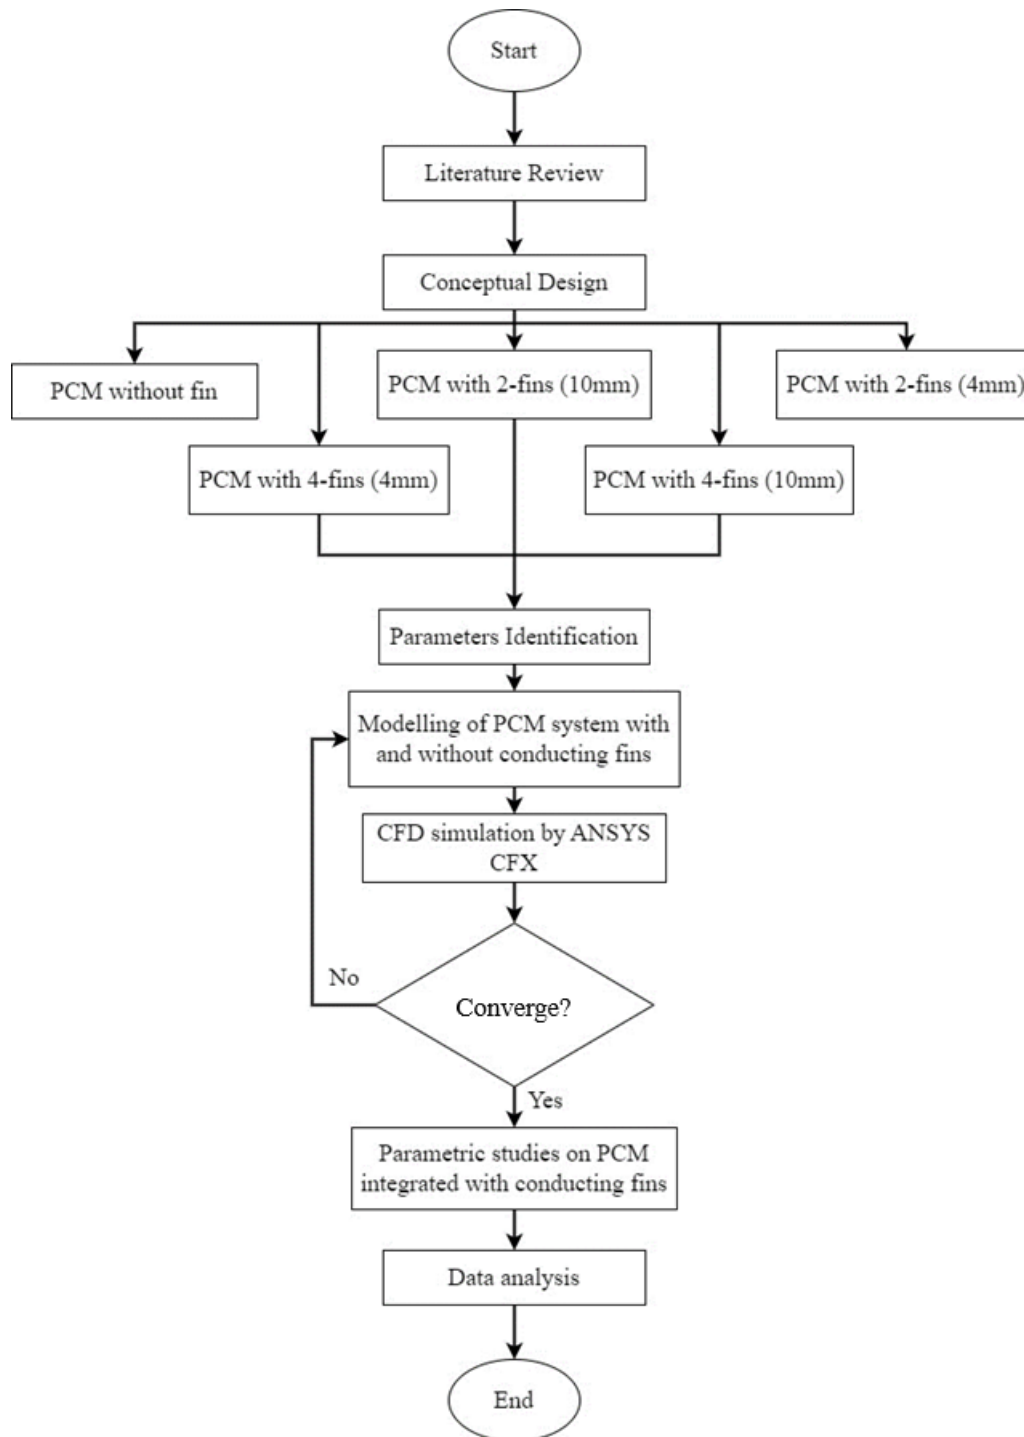 Start
Literature Review
Conceptual Design
PCM without fin
PCM with 2-fins (10mm)
PCM with 2-fins (4mm)
PCM with 4-fins (4mm)
PCM with 4-fins (10mm)
Parameters Identification
Modelling of PCM system with
and without conducting fins
CFD simulation by ANSYS
CFX
No
Converge?
Yes
Parametric studies on PCM
integrated with conducting fins
Data analysis
End